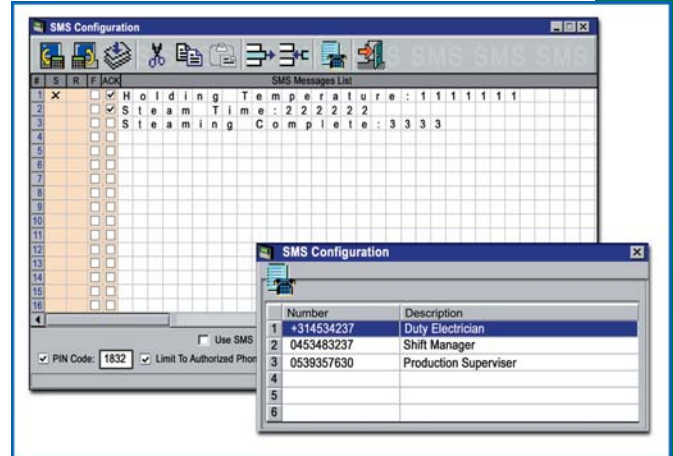 SMS Configuration
SMS SMS SMS SMS
# S R F ACK SMS Messages List
1 X Holding Temperature:1111111
2 Steam Time:222222
3 Steaming Complete:3333
4
5
6
7
8
9
10
11
12
13
14
15
16
Use SMS
PIN Code: 1832 Limit To Authorized Phon
SMS Configuration
Number Description
1 +314534237 Duty Electrician
2 0453483237 Shift Manager
3 0539357630 Production Superviser
4
5
6